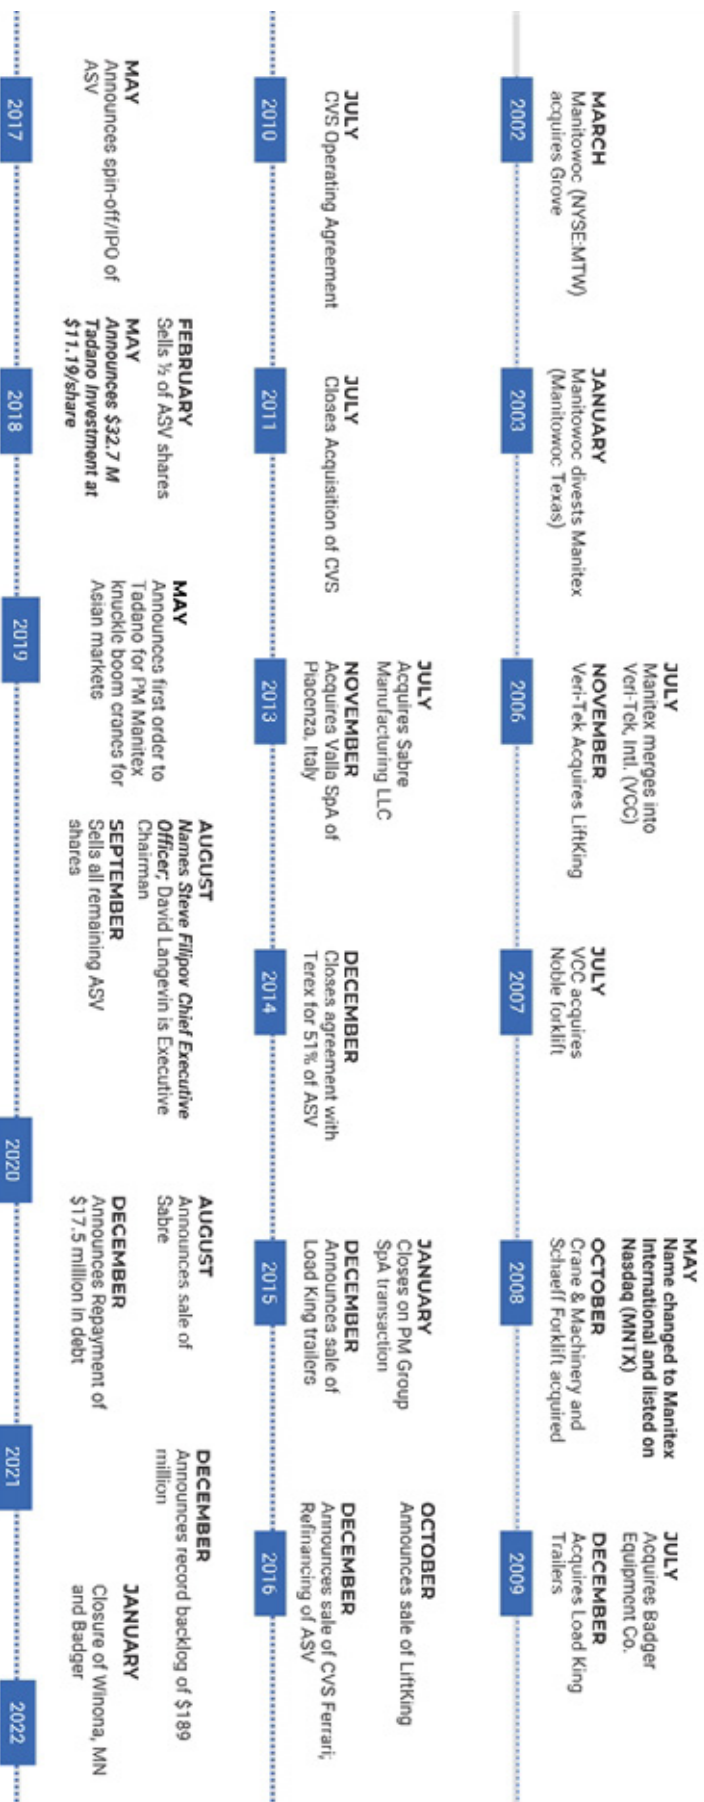 MARCH
Manitowoc (NYSE:MTW)
acquires Grove
2002
JANUARY
Manitowoc divests Manitex
(Manitowoc Texas)
2003
JULY
Manitex merges into
Veri-Tek, Intl. (VCC)
NOVEMBER
Veri-Tek Acquires LiftKing
2006
JULY
VCC acquires
Noble forklift
2007
MAY
Name changed to Manitex
International and listed on
Nasdaq (MNTX)
OCTOBER
Crane & Machinery and
Schaeff Forklift acquired
2008
JULY
Acquires Badger
Equipment Co.
DECEMBER
Acquires Load King
Trailers
2009
JULY
CVS Operating Agreement
2010
JULY
Closes Acquisition of CVS
2011
JULY
Acquires Sabre
Manufacturing LLC
NOVEMBER
Acquires Valla SpA of
Piacenza, Italy
2013
DECEMBER
Closes agreement with
Terex for 51% of ASV
2014
JANUARY
Closes on PM Group
SpA transaction
DECEMBER
Announces sale of
Load King trailers
2015
OCTOBER
Announces sale of LiftKing
DECEMBER
Announces sale of CVS Ferrari;
Refinancing of ASV
2016
MAY
Announces spin-off/IPO of
ASV
2017
FEBRUARY
Sells ½ of ASV shares
MAY
Announces $32.7 M
Tadano Investment at
$11.19/share
2018
MAY
Announces first order to
Tadano for PM Manitex
knuckle boom cranes for
Asian markets
2019
AUGUST
Names Steve Filipov Chief Executive
Officer; David Langevin is Executive
Chairman
SEPTEMBER
Sells all remaining ASV
shares
2020
AUGUST
Announces sale of
Sabre
DECEMBER
Announces Repayment of
$17.5 million in debt
2021
DECEMBER
Announces record backlog of $189
million
JANUARY
Closure of Winona, MN
and Badger
2022